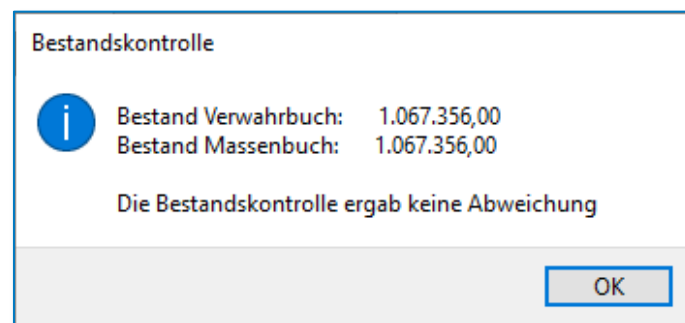 Bestandskontrolle
Bestand Verwahrbuch: 1.067.356,00
Bestand Massenbuch: 1.067.356,00
Die Bestandskontrolle ergab keine Abweichung
OK